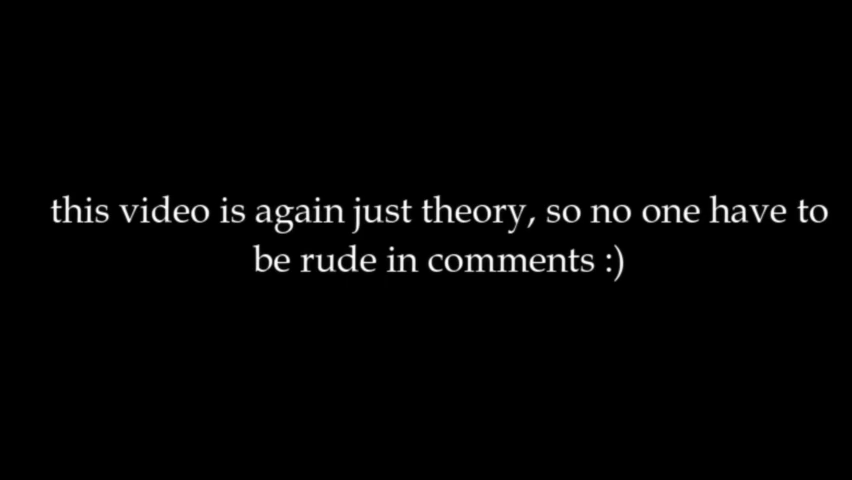 this video is again just theory, so no one have to
be rude in comments :)